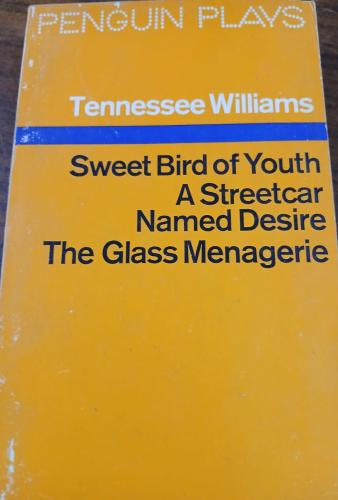 PENGUIN PLAYS
Tennessee Williams
Sweet Bird of Youth
A Streetcar
Named Desire
The Glass Menagerie